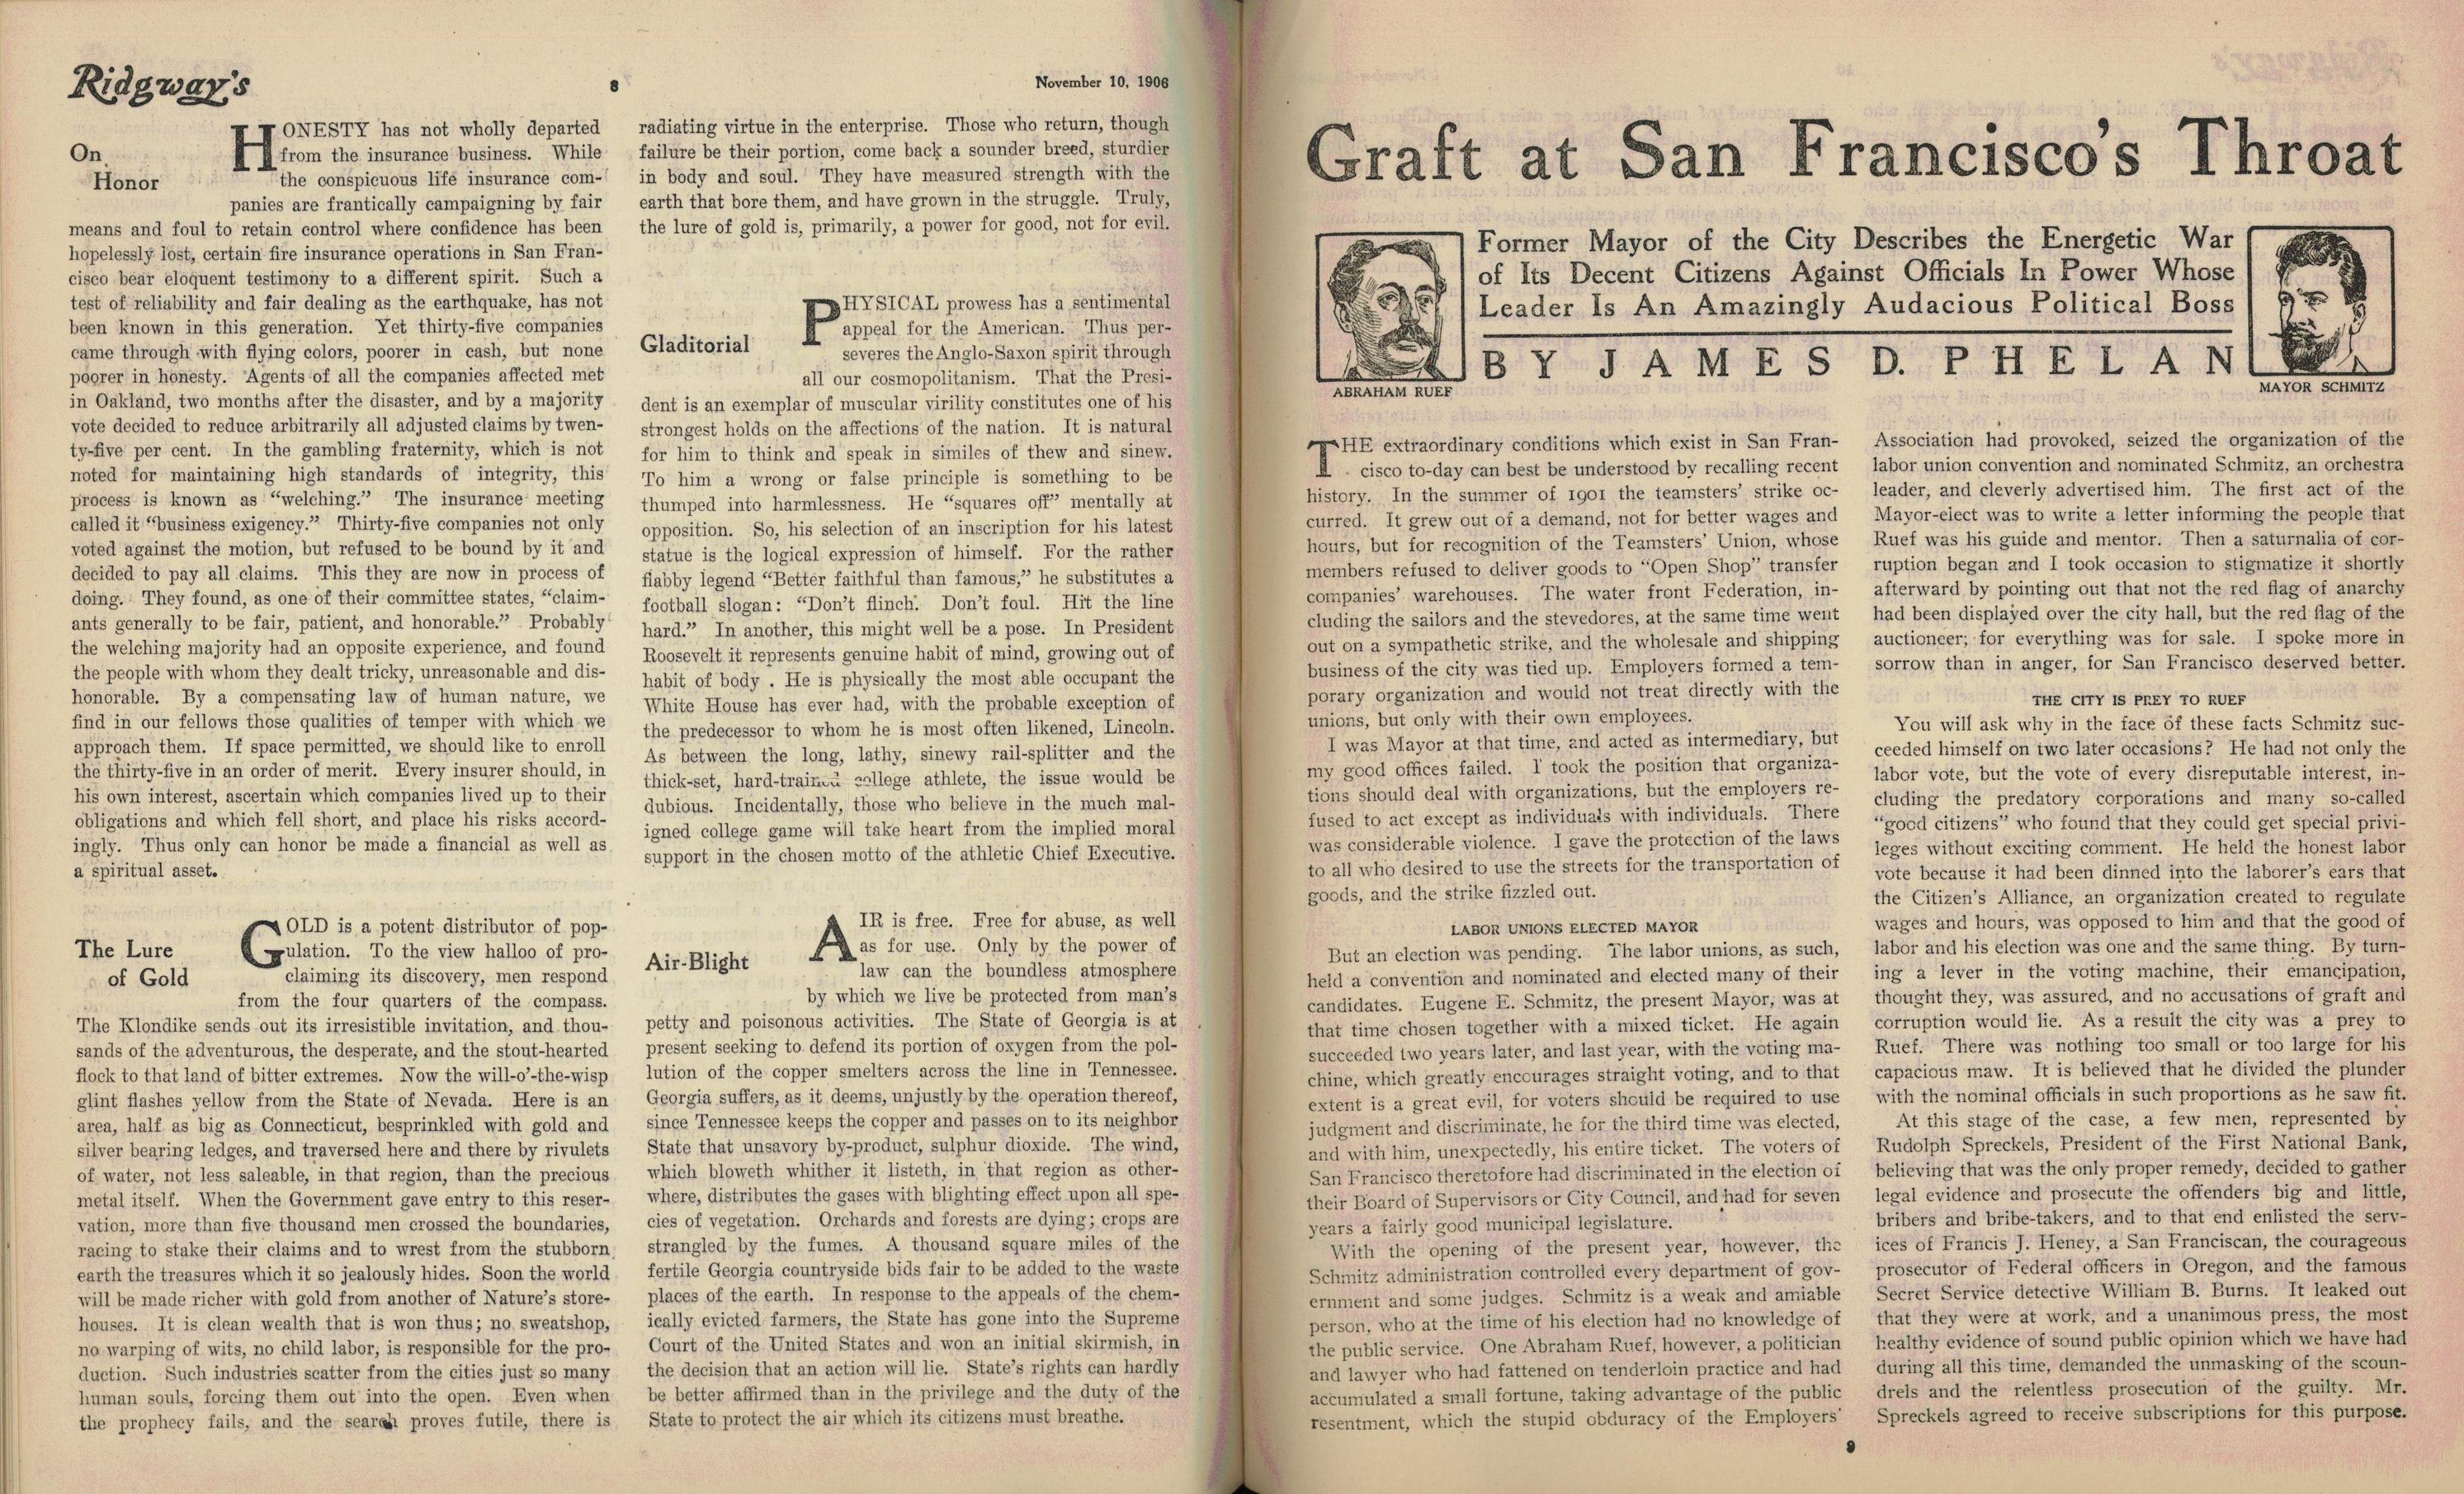 Ridgway's
8
November 10, 1906
On
Honor
HONESTY has not wholly departed
from the insurance business. While
the conspicuous life insurance com-
panies are frantically campaigning by fair
means and foul to retain control where confidence has been
hopelessly lost, certain fire insurance operations in San Fran-
cisco bear eloquent testimony to a different spirit. Such a
test of reliability and fair dealing as the earthquake, has not
been known in this generation. Yet thirty-five companies
came through with flying colors, poorer in cash, but none
poorer in honesty. Agents of all the companies affected met
in Oakland, two months after the disaster, and by a majority
vote decided to reduce arbitrarily all adjusted claims by twen-
ty-five per cent. In the gambling fraternity, which is not
noted for maintaining high standards of integrity, this
process is known as "welching." The insurance meeting
called it "business exigency." Thirty-five companies not only
voted against the motion, but refused to be bound by it and
decided to pay all claims. This they are now in process of
doing. They found, as one of their committee states, "claim-
ants generally to be fair, patient, and honorable." Probably
the welching majority had an opposite experience, and found
the people with whom they dealt tricky, unreasonable and dis-
honorable. By a compensating law of human nature, we
find in our fellows those qualities of temper with which we
approach them. If space permitted, we should like to enroll
the thirty-five in an order of merit. Every insurer should, in
his own interest, ascertain which companies lived up to their
obligations and which fell short, and place his risks accord-
ingly. Thus only can honor be made a financial as well as
a spiritual asset.
The Lure
of Gold
GOLD is a potent distributor of pop-
ulation. To the view halloo of pro-
claiming its discovery, men respond
from the four quarters of the compass.
The Klondike sends out its irresistible invitation, and thou-
sands of the adventurous, the desperate, and the stout-hearted
flock to that land of bitter extremes. Now the will-o'-the-wisp
glint flashes yellow from the State of Nevada. Here is an
area, half as big as Connecticut, besprinkled with gold and
silver bearing ledges, and traversed here and there by rivulets
of water, not less saleable, in that region, than the precious
metal itself. When the Government gave entry to this reser-
vation, more than five thousand men crossed the boundaries,
racing to stake their claims and to wrest from the stubborn
earth the treasures which it so jealously hides. Soon the world
will be made richer with gold from another of Nature's store-
houses. It is clean wealth that is won thus; no sweatshop,
no warping of wits, no child labor, is responsible for the pro-
duction. Such industries scatter from the cities just so many
human souls, forcing them out into the open. Even when
the prophecy fails, and the search proves futile, there is
radiating virtue in the enterprise. Those who return, though
failure be their portion, come back a sounder breed, sturdier
in body and soul. They have measured strength with the
earth that bore them, and have grown in the struggle. Truly,
the lure of gold is, primarily, a power for good, not for evil.
Gladitorial
PHYSICAL prowess has a sentimental
appeal for the American. Thus per-
severes the Anglo-Saxon spirit through
all our cosmopolitanism. That the Presi-
dent is an exemplar of muscular virility constitutes one of his
strongest holds on the affections of the nation. It is natural
for him to think and speak in similes of thew and sinew.
To him a wrong or false principle is something to be
thumped into harmlessness. He "squares off" mentally at
opposition. So, his selection of an inscription for his latest
statue is the logical expression of himself. For the rather
flabby legend "Better faithful than famous," he substitutes a
football slogan: "Don't flinch. Don't foul. Hit the line
hard." In another, this might well be a pose. In President
Roosevelt it represents genuine habit of mind, growing out of
habit of body . He is physically the most able occupant the
White House has ever had, with the probable exception of
the predecessor to whom he is most often likened, Lincoln.
As between the long, lathy, sinewy rail-splitter and the
thick-set, hard-trained college athlete, the issue would be
dubious. Incidentally, those who believe in the much mal-
igned college game will take heart from the implied moral
support in the chosen motto of the athletic Chief Executive.
Air-Blight
AIR is free. Free for abuse, as well
as for use. Only by the power of
law can the boundless atmosphere
by which we live be protected from man's
petty and poisonous activities. The State of Georgia is at
present seeking to defend its portion of oxygen from the pol-
lution of the copper smelters across the line in Tennessee.
Georgia suffers, as it deems, unjustly by the operation thereof,
since Tennessee keeps the copper and passes on to its neighbor
State that unsavory by-product, sulphur dioxide. The wind,
which bloweth whither it listeth, in that region as other-
where, distributes the gases with blighting effect upon all spe-
cies of vegetation. Orchards and forests are dying; crops are
strangled by the fumes. A thousand square miles of the
fertile Georgia countryside bids fair to be added to the waste
places of the earth. In response to the appeals of the chem-
ically evicted farmers, the State has gone into the Supreme
Court of the United States and won an initial skirmish, in
the decision that an action will lie. State's rights can hardly
be better affirmed than in the privilege and the duty of the
State to protect the air which its citizens must breathe.
Graft at San Francisco's Throat
Former Mayor of the City Describes the Energetic War
of Its Decent Citizens Against Officials In Power Whose
Leader Is An Amazingly Audacious Political Boss
BY JAMES D. PHELAN
ABRAHAM RUEF
MAYOR SCHMITZ
THE extraordinary conditions which exist in San Fran-
cisco to-day can best be understood by recalling recent
history. In the summer of 1901 the teamsters' strike oc-
curred. It grew out of a demand, not for better wages and
hours, but for recognition of the Teamsters' Union, whose
members refused to deliver goods to "Open Shop" transfer
companies' warehouses. The water front Federation, in-
cluding the sailors and the stevedores, at the same time went
out on a sympathetic strike, and the wholesale and shipping
business of the city was tied up. Employers formed a tem-
porary organization and would not treat directly with the
unions, but only with their own employees.
I was Mayor at that time, and acted as intermediary, but
my good offices failed. I took the position that organiza-
tions should deal with organizations, but the employers re-
fused to act except as individuals with individuals. There
was considerable violence. I gave the protection of the laws
to all who desired to use the streets for the transportation of
goods, and the strike fizzled out.
LABOR UNIONS ELECTED MAYOR
But an election was pending. The labor unions, as such,
held a convention and nominated and elected many of their
candidates. Eugene E. Schmitz, the present Mayor, was at
that time chosen together with a mixed ticket. He again
succeeded two years later, and last year, with the voting ma-
chine, which greatly encourages straight voting, and to that
extent is a great evil, for voters should be required to use
judgment and discriminate, he for the third time was elected,
and with him, unexpectedly, his entire ticket. The voters of
San Francisco theretofore had discriminated in the election of
their Board of Supervisors or City Council, and had for seven
years a fairly good municipal legislature.
With the opening of the present year, however, the
Schmitz administration controlled every department of gov-
ernment and some judges. Schmitz is a weak and amiable
person, who at the time of his election had no knowledge of
the public service. One Abraham Ruef, however, a politician
and lawyer who had fattened on tenderloin practice and had
accumulated a small fortune, taking advantage of the public
resentment, which the stupid obduracy of the Employers'
Association had provoked, seized the organization of the
labor union convention and nominated Schmitz, an orchestra
leader, and cleverly advertised him. The first act of the
Mayor-elect was to write a letter informing the people that
Ruef was his guide and mentor. Then a saturnalia of cor-
ruption began and I took occasion to stigmatize it shortly
afterward by pointing out that not the red flag of anarchy
had been displayed over the city hall, but the red flag of the
auctioneer; for everything was for sale. I spoke more in
sorrow than in anger, for San Francisco deserved better.
THE CITY IS PREY TO RUEF
You will ask why in the face of these facts Schmitz suc-
ceeded himself on two later occasions? He had not only the
labor vote, but the vote of every disreputable interest, in-
cluding the predatory corporations and many so-called
"good citizens" who found that they could get special privi-
leges without exciting comment. He held the honest labor
vote because it had been dinned into the laborer's ears that
the Citizen's Alliance, an organization created to regulate
wages and hours, was opposed to him and that the good of
labor and his election was one and the same thing. By turn-
ing a lever in the voting machine, their emancipation,
thought they, was assured, and no accusations of graft and
corruption would lie. As a result the city was a prey to
Ruef. There was nothing too small or too large for his
capacious maw. It is believed that he divided the plunder
with the nominal officials in such proportions as he saw fit.
At this stage of the case, a few men, represented by
Rudolph Spreckels, President of the First National Bank,
believing that was the only proper remedy, decided to gather
legal evidence and prosecute the offenders big and little,
bribers and bribe-takers, and to that end enlisted the serv-
ices of Francis J. Heney, a San Franciscan, the courageous
prosecutor of Federal officers in Oregon, and the famous
Secret Service detective William B. Burns. It leaked out
that they were at work, and a unanimous press, the most
healthy evidence of sound public opinion which we have had
during all this time, demanded the unmasking of the scoun-
drels and the relentless prosecution of the guilty. Mr.
Spreckels agreed to receive subscriptions for this purpose.
9